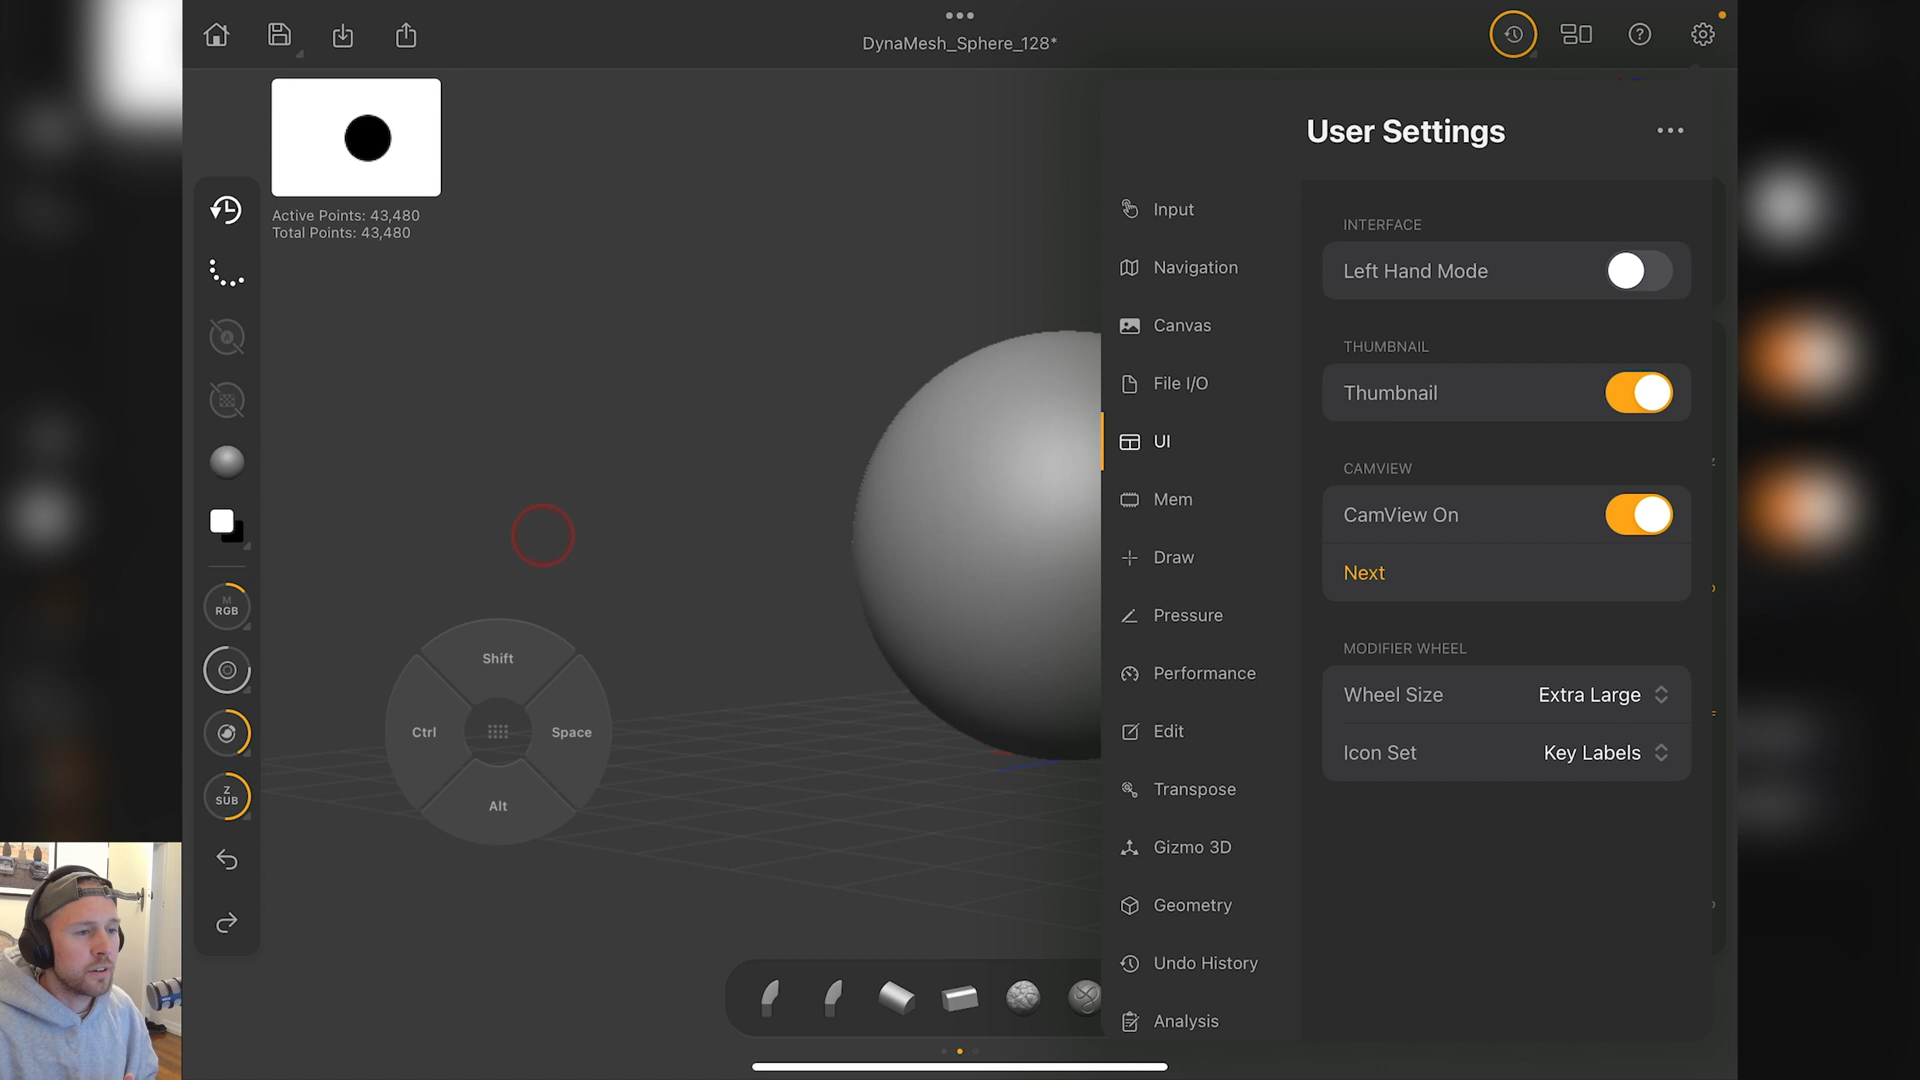 DynaMesh_Sphere_128*
Active Points: 43,480
Total Points: 43,480
M
RGB
Z
SUB
Shift
Ctrl
Space
Alt
User Settings
Input
Navigation
Canvas
File I/O
UI
Mem
Draw
Pressure
Performance
Edit
Transpose
Gizmo 3D
Geometry
Undo History
Analysis
INTERFACE
Left Hand Mode
THUMBNAIL
Thumbnail
CAMVIEW
CamView On
Next
MODIFIER WHEEL
Wheel Size Extra Large
Icon Set Key Labels